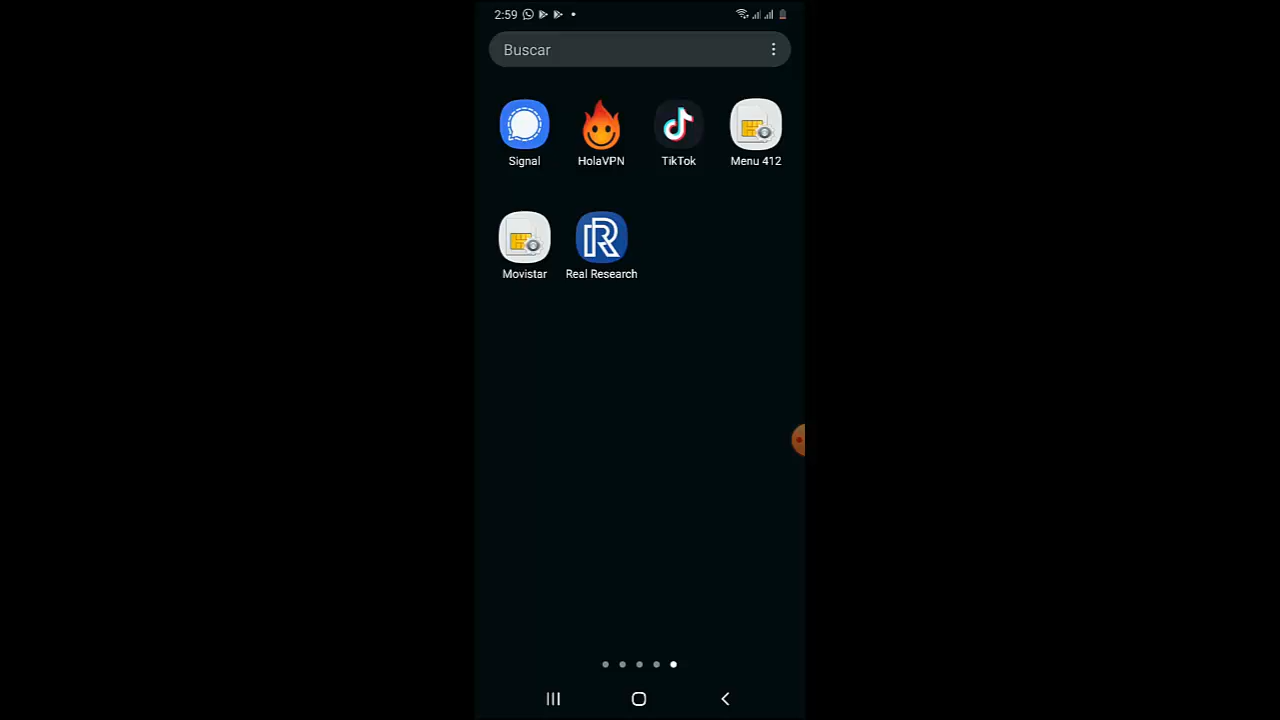 2:59
Buscar
Signal
HolaVPN
TikTok
Menu 412
Movistar
Real Research